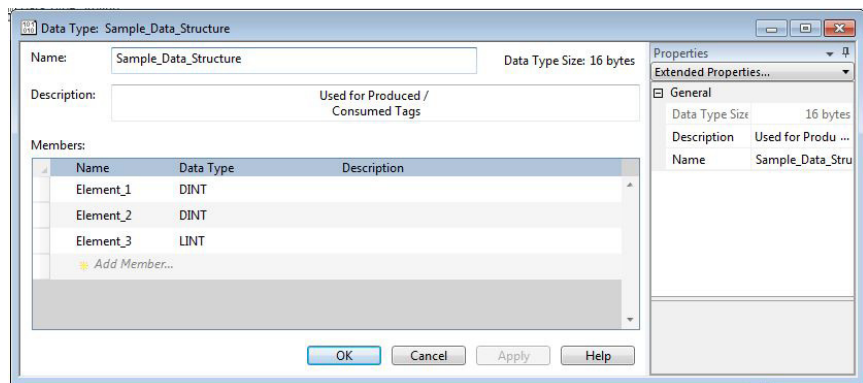 Data Type: Sample_Data_Structure
Name: Sample_Data_Structure Data Type Size: 16 bytes
Description: Used for Produced /
Consumed Tags
Members:
Name Data Type Description
Element_1 DINT
Element_2 DINT
Element_3 LINT
Add Member...
OK Cancel Apply Help
Properties
Extended Properties...
General
Data Type Size 16 bytes
Description Used for Produ ...
Name Sample_Data_Stru